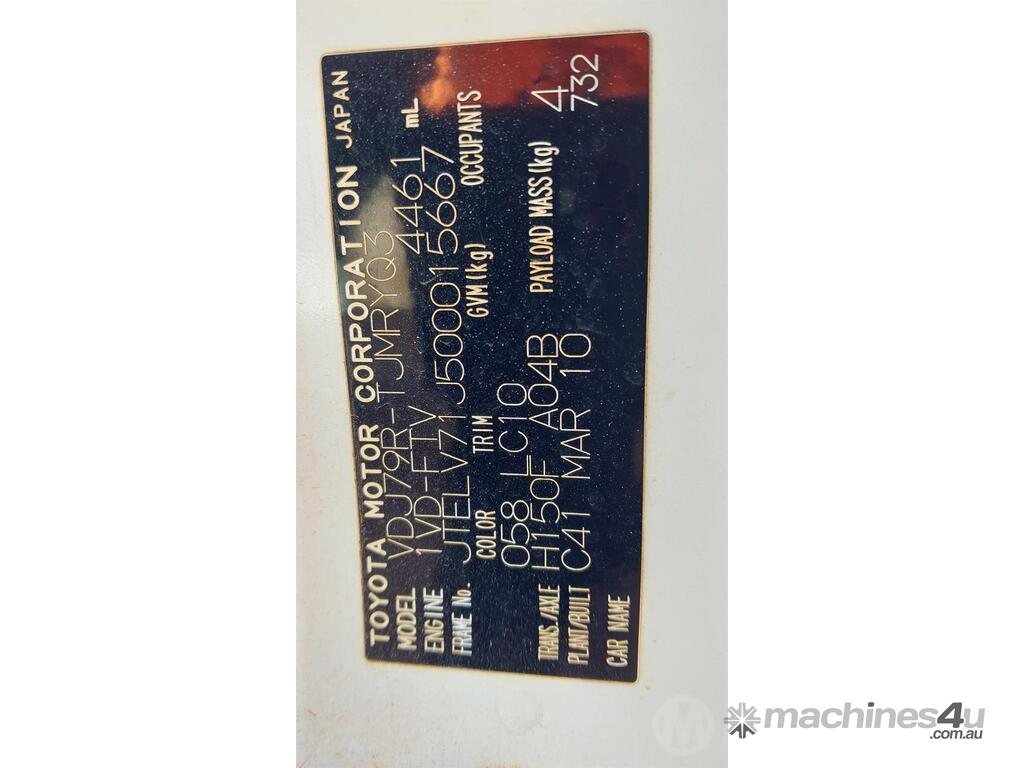 TOYOTA MOTOR CORPORATION JAPAN
MODEL VDJ79R-TJMRYQ3
ENGINE 1VD-FTV 4461 mL
FRAME No. JTELV71J500015667
COLOR TRIM GVM(kg) OCCUPANTS
058 LC10 4
TRANS./AXLE H150F A04B PAYLOAD MASS(kg) 732
PLANT/BUILT C41 MAR 10
CAR NAME
M machines4u
.com.au